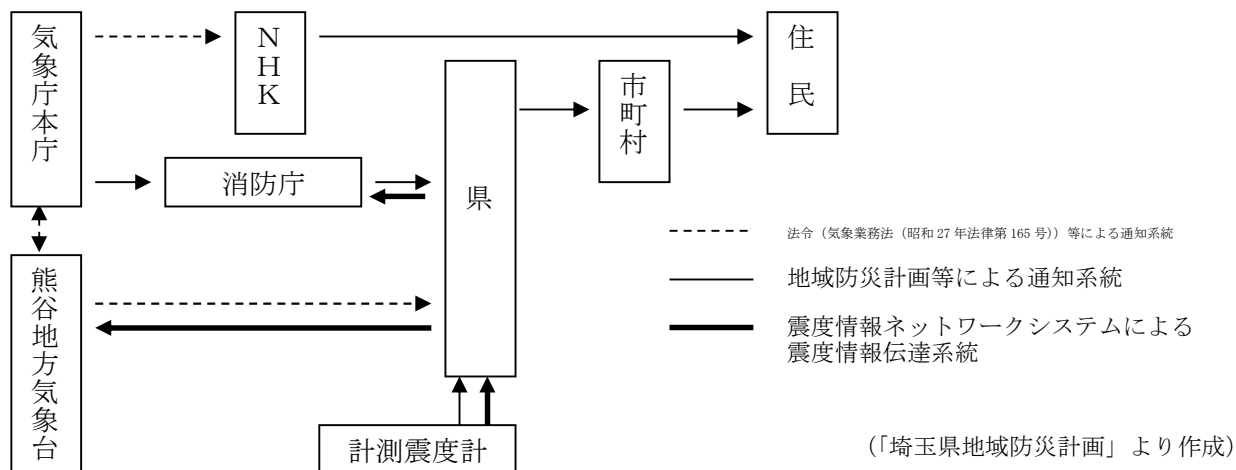 気象庁本庁
NHK
住民
市町村
消防庁
県
熊谷地方気象台
計測震度計
法令（気象業務法（昭和 27 年法律第 165 号））等による通知系統
地域防災計画等による通知系統
震度情報ネットワークシステムによる
震度情報伝達系統
（「埼玉県地域防災計画」より作成）